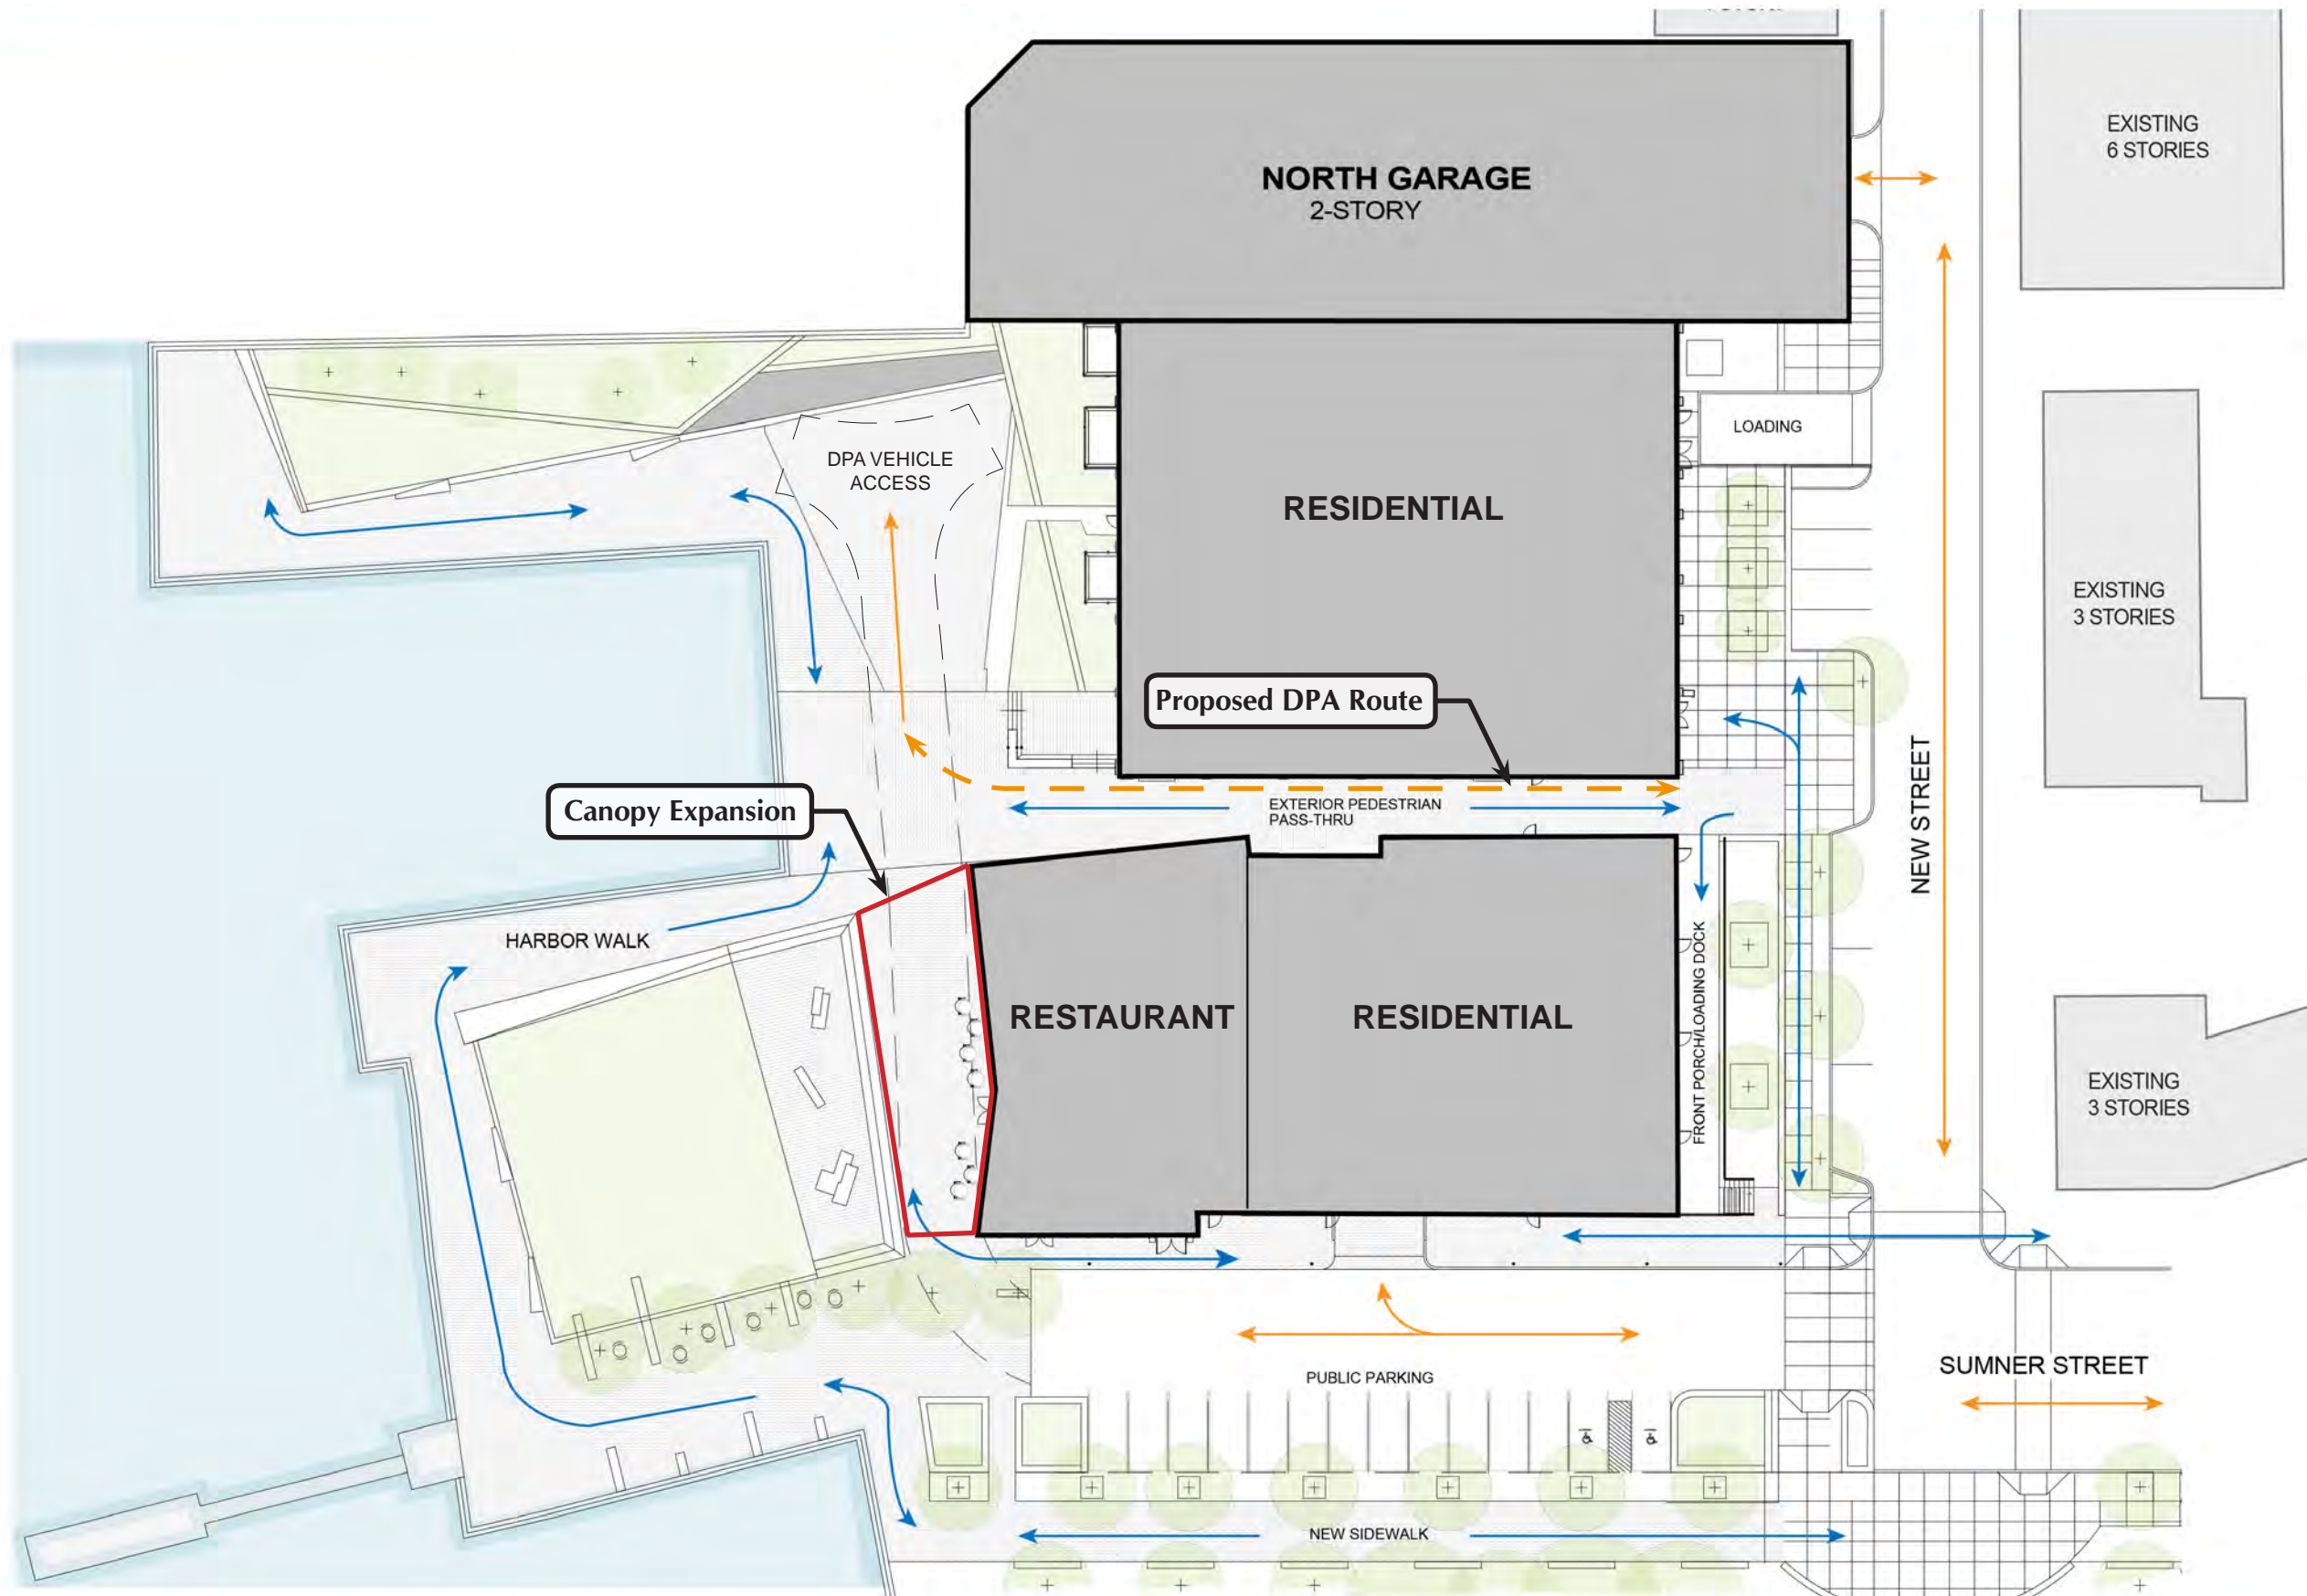 EXISTING
6 STORIES
NORTH GARAGE
2-STORY
LOADING
DPA VEHICLE
ACCESS
RESIDENTIAL
EXISTING
3 STORIES
Proposed DPA Route
NEW STREET
Canopy Expansion
EXTERIOR PEDESTRIAN
PASS-THRU
HARBOR WALK
RESTAURANT
RESIDENTIAL
FRONT PORCH/LOADING DOCK
EXISTING
3 STORIES
SUMNER STREET
PUBLIC PARKING
NEW SIDEWALK